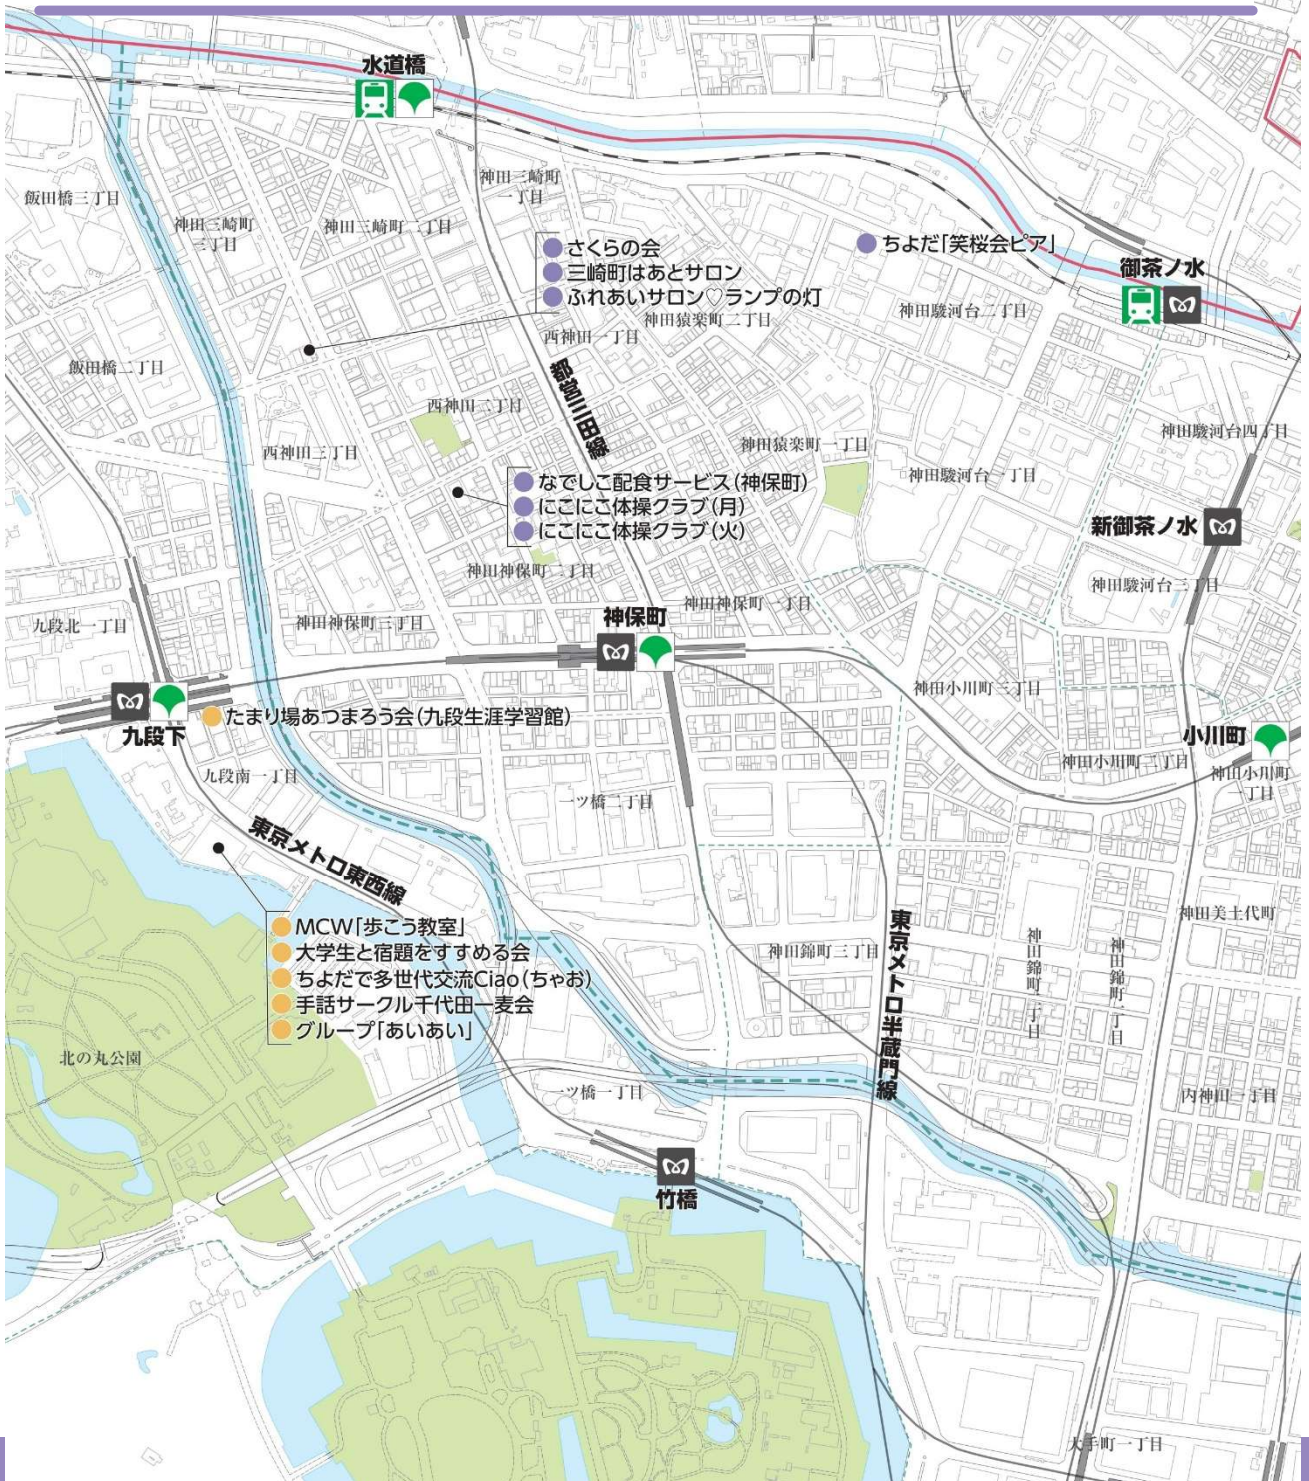 水道橋
飯田橋三丁目
神田三崎町
三丁目
神田三崎町二丁目
神田三崎町
一丁目
さくらの会
三崎町はあとサロン
ふれあいサロン♡ランプの灯
ちよだ「笑桜会ピア」
御茶ノ水
神田駿河台二丁目
神田猿楽町二丁目
西神田一丁目
飯田橋二丁目
都営三田線
西神田二丁目
西神田三丁目
神田猿楽町一丁目
神田駿河台一丁目
神田駿河台四丁目
なでしこ配食サービス(神保町)
にこにこ体操クラブ(月)
にこにこ体操クラブ(火)
新御茶ノ水
神田神保町二丁目
神田駿河台三丁目
九段北一丁目
神田神保町三丁目
神保町
神田神保町一丁目
神田小川町三丁目
たまり場あつまろう会(九段生涯学習館)
九段下
小川町
神田小川町二丁目
神田小川町
一丁目
九段南一丁目
一ツ橋二丁目
東京メトロ東西線
MCW「歩こう教室」
大学生と宿題をすすめる会
ちよだで多世代交流Ciao(ちゃお)
手話サークル千代田一麦会
グループ「あいあい」
神田錦町三丁目
東京メトロ半蔵門線
神田錦町二丁目
神田錦町一丁目
神田美土代町
北の丸公園
一ツ橋一丁目
内神田一丁目
竹橋
大手町一丁目